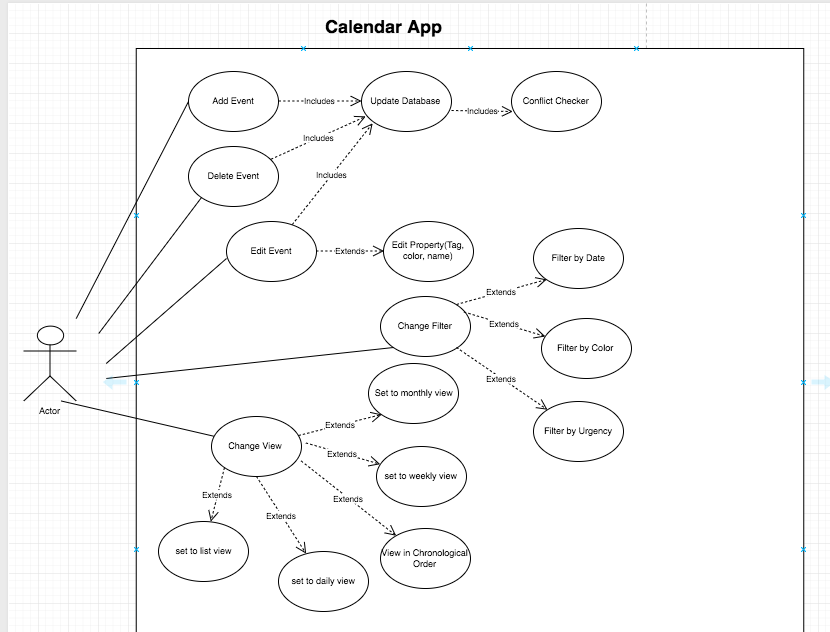 Calendar App
Add Event
Includes
Update Database
Includes
Conflict Checker
Includes
Delete Event
Includes
Edit Event
Extends
Edit Property(Tag,
color, name)
Filter by Date
Extends
Change Filter
Extends
Filter by Color
Extends
Set to monthly view
Actor
Extends
Filter by Urgency
Change View
Extends
set to weekly view
Extends
Extends
Extends
set to list view
View in Chronological
Order
set to daily view